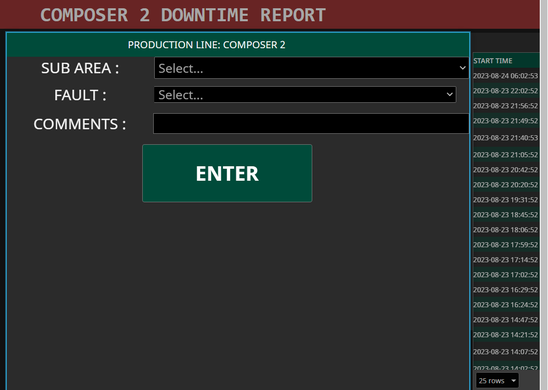 COMPOSER 2 DOWNTIME REPORT
PRODUCTION LINE: COMPOSER 2
SUB AREA :
Select...
FAULT :
Select...
COMMENTS :
ENTER
START TIME
2023-08-24 06:02:53
2023-08-23 22:02:52
2023-08-23 21:56:52
2023-08-23 21:49:52
2023-08-23 21:40:53
2023-08-23 21:05:52
2023-08-23 20:42:52
2023-08-23 20:20:52
2023-08-23 19:31:52
2023-08-23 18:45:52
2023-08-23 18:06:52
2023-08-23 17:59:52
2023-08-23 17:14:52
2023-08-23 17:02:52
2023-08-23 16:29:52
2023-08-23 16:24:52
2023-08-23 14:47:52
2023-08-23 14:21:52
2023-08-23 14:07:52
2023-08-23 14:02:52
25 rows